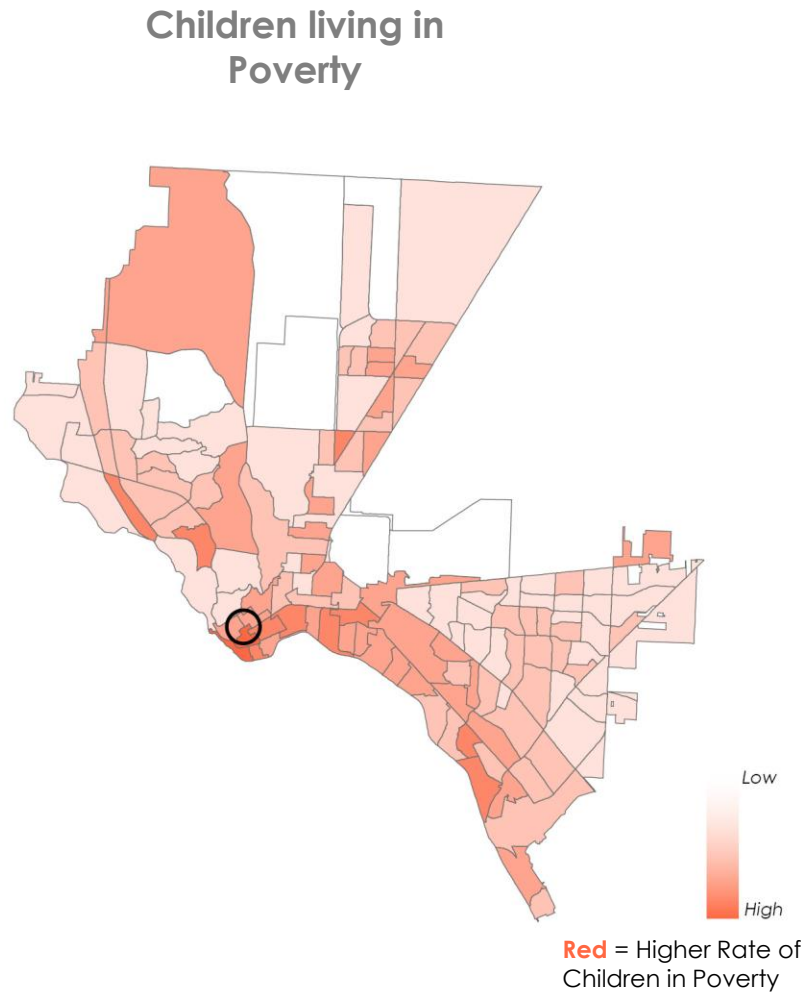 Children living in
Poverty
Low
High
Red = Higher Rate of
Children in Poverty